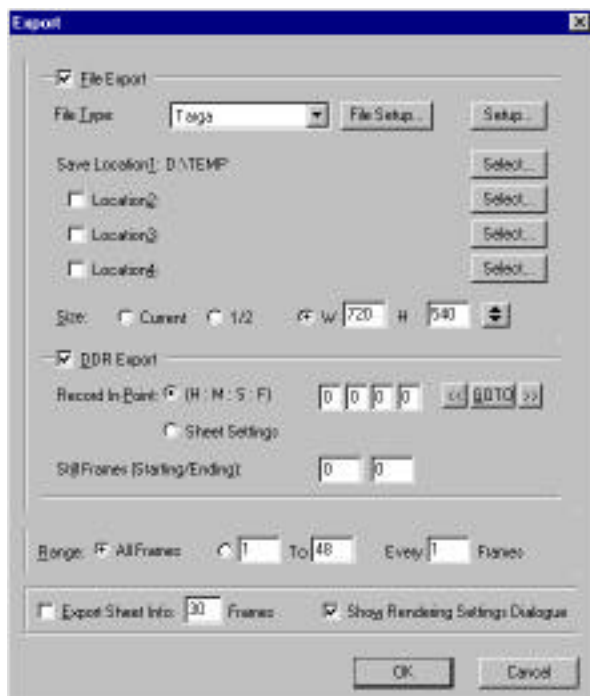 Export
File Export
File Type: Targa File Setup... Setup...
Save Location1: D:\TEMP Select...
Location2: Select...
Location3: Select...
Location4: Select...
Size: Current 1/2 W 720 H 540
DDR Export
Record In-Point: (H : M : S : F) 0 0 0 0 << GOTO >>
Sheet Settings
Still Frames (Starting/Ending): 0 0
Range: All Frames 1 To 48 Every 1 Frames
Export Sheet Info: 30 Frames Show Rendering Settings Dialogue
OK Cancel